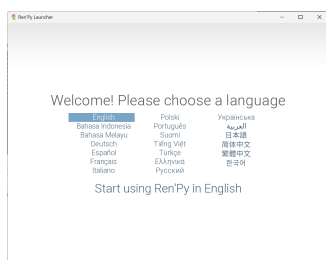 Ren'Py Launcher
Welcome! Please choose a language
English
Bahasa Indonesia
Bahasa Melayu
Deutsch
Español
Français
Italiano
Polski
Português
Suomi
Tiếng Việt
Türkçe
Ελληνικά
Русский
Українська
العربية
日本語
简体中文
繁體中文
한국어
Start using Ren'Py in English